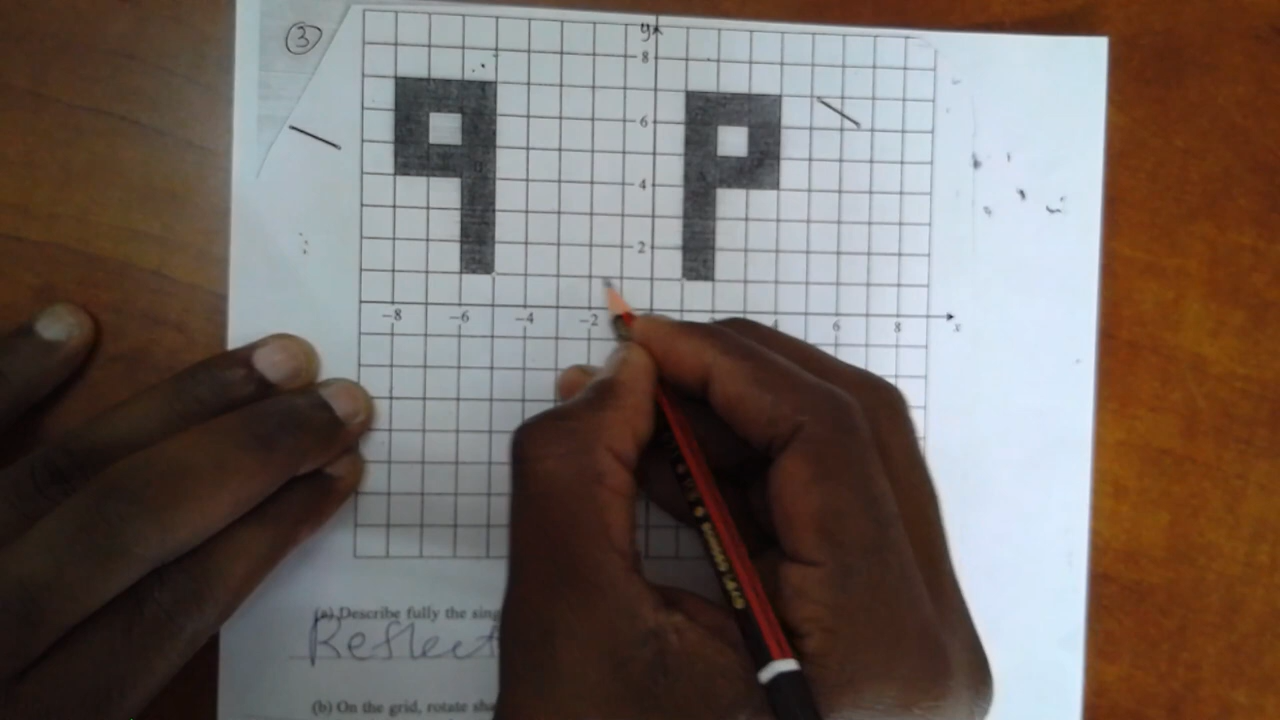 3
y
8
6
4
2
-8 -6 -4 -2 4 6 8 x
(a) Describe fully the sing
Reflect
(b) On the grid, rotate sha